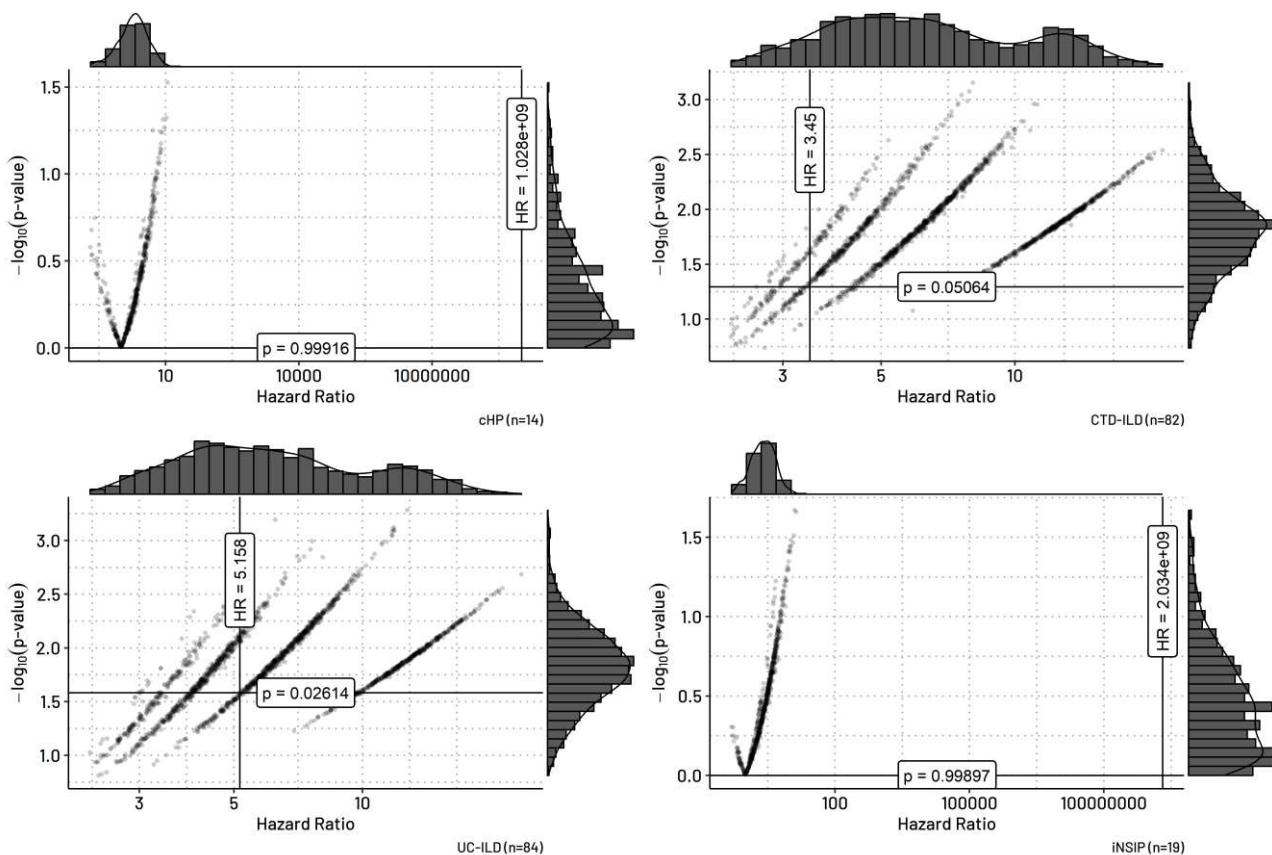 1.5
1.0
0.5
0.0
−log₁₀(p-value)
HR = 1.028e+09
p = 0.99916
10
10000
10000000
Hazard Ratio
cHP (n=14)
3.0
2.5
2.0
1.5
1.0
−log₁₀(p-value)
HR = 3.45
p = 0.05064
3
5
10
Hazard Ratio
CTD-ILD (n=82)
3.0
2.5
2.0
1.5
1.0
−log₁₀(p-value)
HR = 5.158
p = 0.02614
3
5
10
Hazard Ratio
UC-ILD (n=84)
1.5
1.0
0.5
0.0
−log₁₀(p-value)
HR = 2.034e+09
p = 0.99897
100
100000
100000000
Hazard Ratio
iNSIP (n=19)